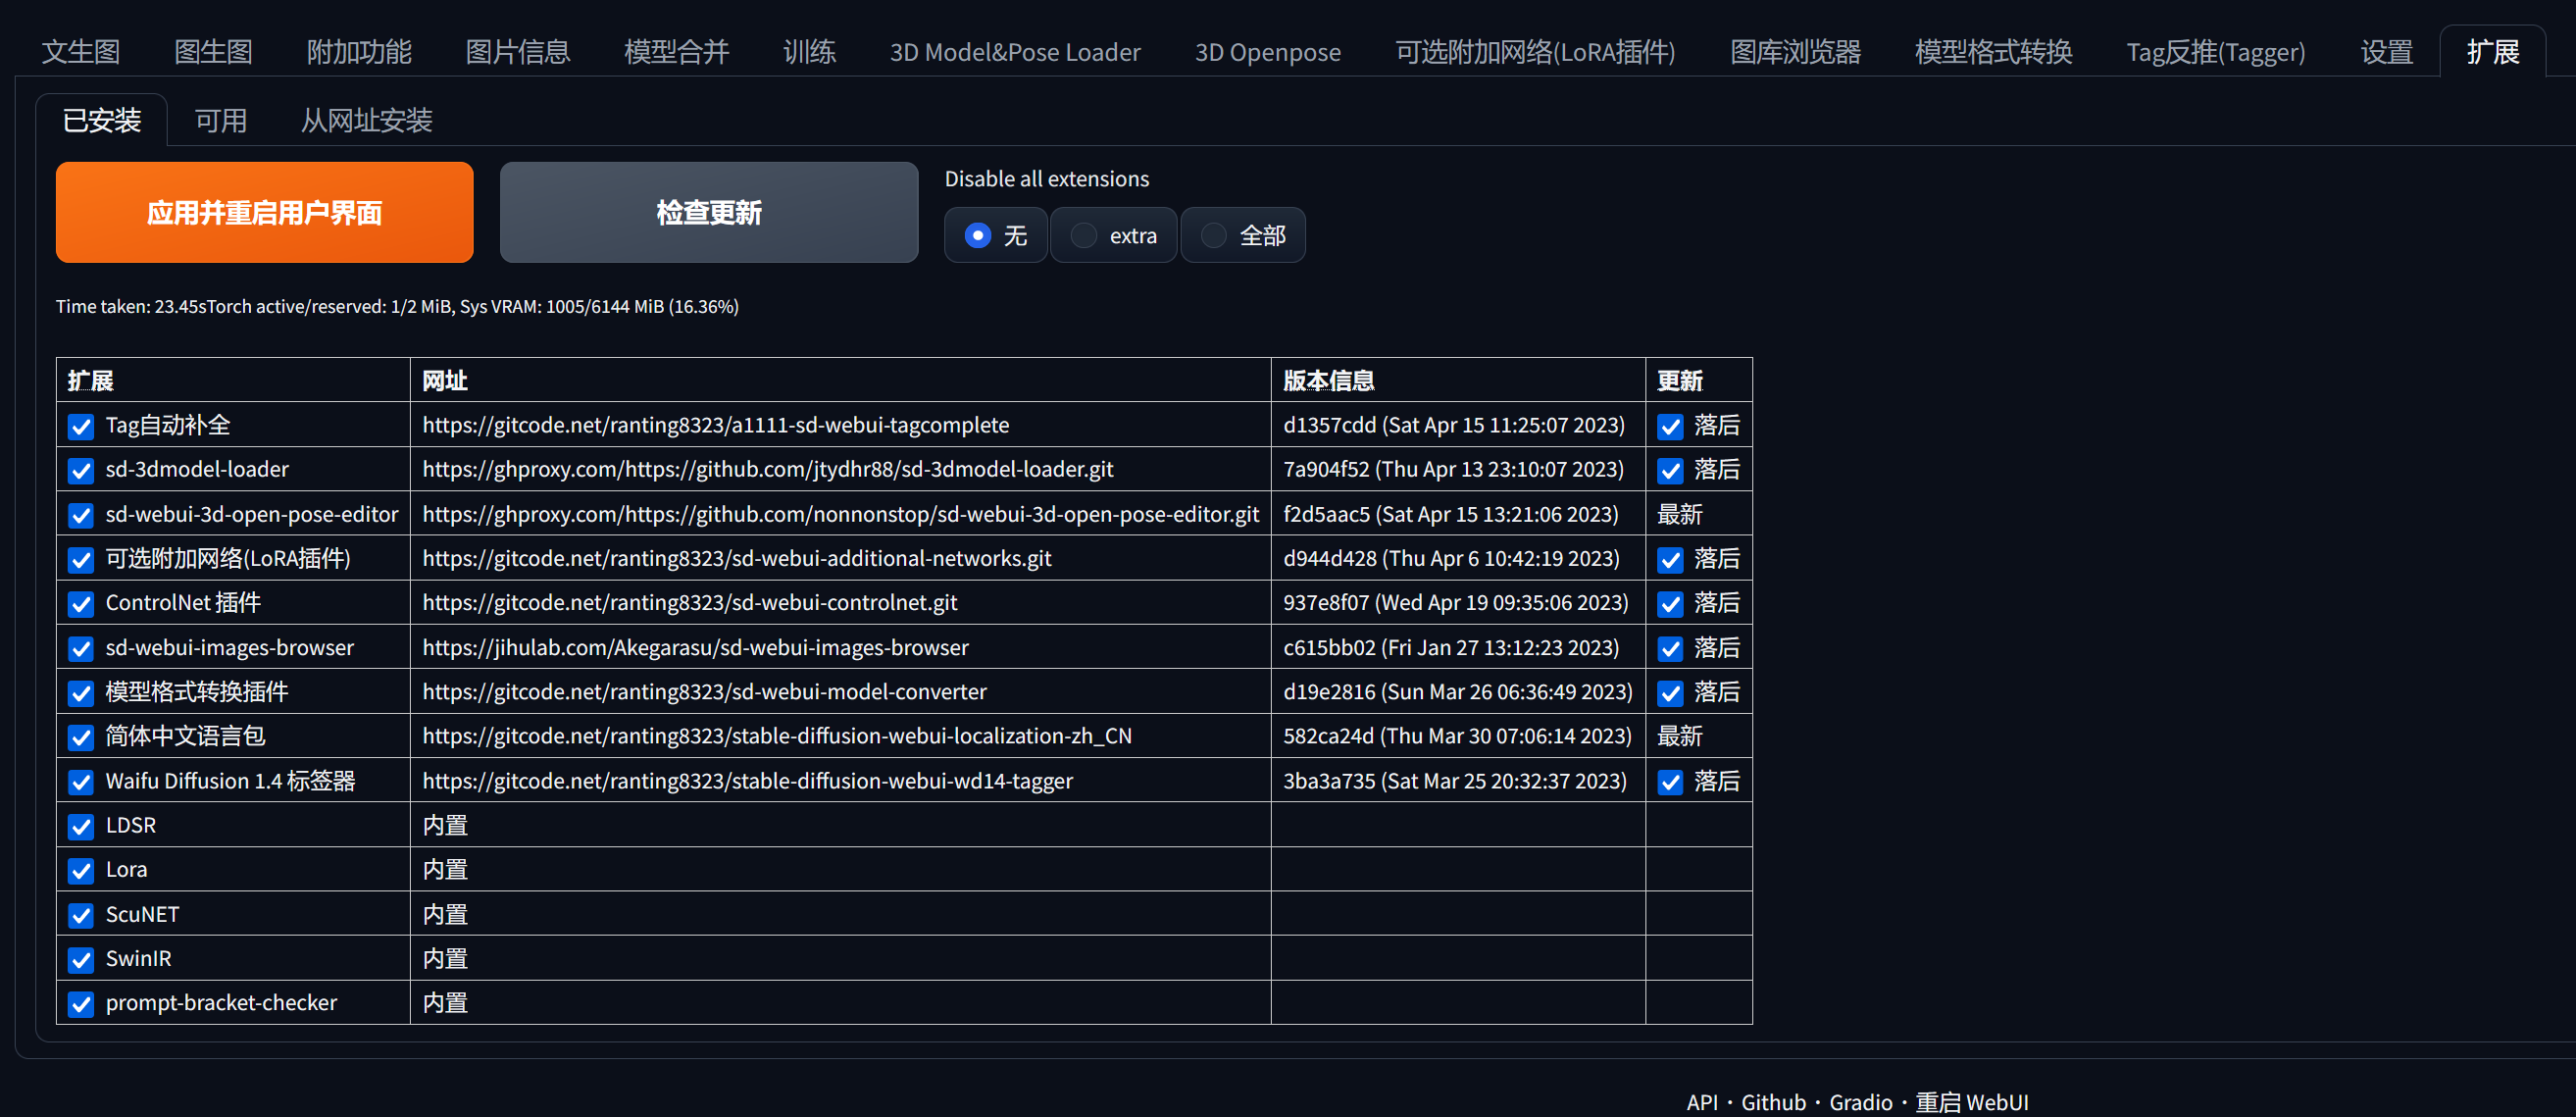 文生图 图生图 附加功能 图片信息 模型合并 训练 3D Model&Pose Loader 3D Openpose 可选附加网络(LoRA插件) 图库浏览器 模型格式转换 Tag反推(Tagger) 设置 扩展
已安装 可用 从网址安装
应用并重启用户界面 检查更新
Disable all extensions
无 extra 全部
Time taken: 23.45sTorch active/reserved: 1/2 MiB, Sys VRAM: 1005/6144 MiB (16.36%)
扩展 网址 版本信息 更新
Tag自动补全 https://gitcode.net/ranting8323/a1111-sd-webui-tagcomplete d1357cdd (Sat Apr 15 11:25:07 2023) 落后
sd-3dmodel-loader https://ghproxy.com/https://github.com/jtydhr88/sd-3dmodel-loader.git 7a904f52 (Thu Apr 13 23:10:07 2023) 落后
sd-webui-3d-open-pose-editor https://ghproxy.com/https://github.com/nonnonstop/sd-webui-3d-open-pose-editor.git f2d5aac5 (Sat Apr 15 13:21:06 2023) 最新
可选附加网络(LoRA插件) https://gitcode.net/ranting8323/sd-webui-additional-networks.git d944d428 (Thu Apr 6 10:42:19 2023) 落后
ControlNet 插件 https://gitcode.net/ranting8323/sd-webui-controlnet.git 937e8f07 (Wed Apr 19 09:35:06 2023) 落后
sd-webui-images-browser https://jihulab.com/Akegarasu/sd-webui-images-browser c615bb02 (Fri Jan 27 13:12:23 2023) 落后
模型格式转换插件 https://gitcode.net/ranting8323/sd-webui-model-converter d19e2816 (Sun Mar 26 06:36:49 2023) 落后
简体中文语言包 https://gitcode.net/ranting8323/stable-diffusion-webui-localization-zh_CN 582ca24d (Thu Mar 30 07:06:14 2023) 最新
Waifu Diffusion 1.4 标签器 https://gitcode.net/ranting8323/stable-diffusion-webui-wd14-tagger 3ba3a735 (Sat Mar 25 20:32:37 2023) 落后
LDSR 内置
Lora 内置
ScuNET 内置
SwinIR 内置
prompt-bracket-checker 内置
API · Github · Gradio · 重启 WebUI